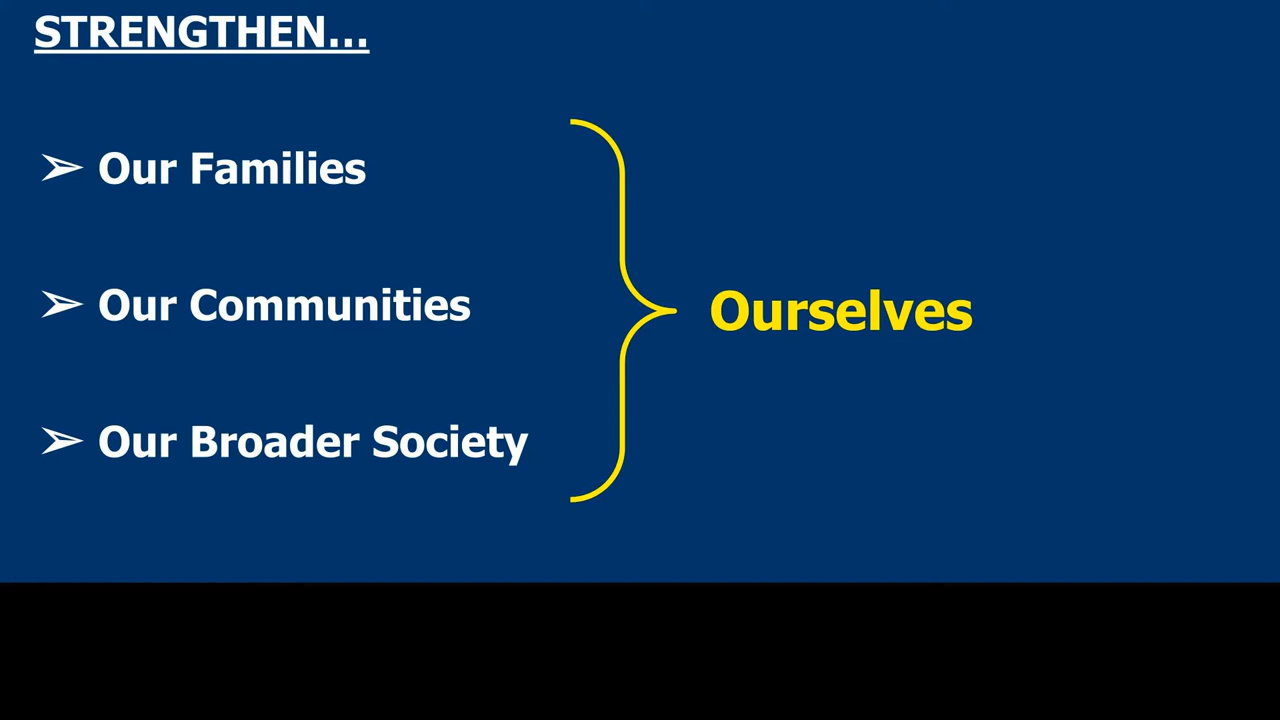 STRENGTHEN...
➢ Our Families
➢ Our Communities
➢ Our Broader Society
Ourselves